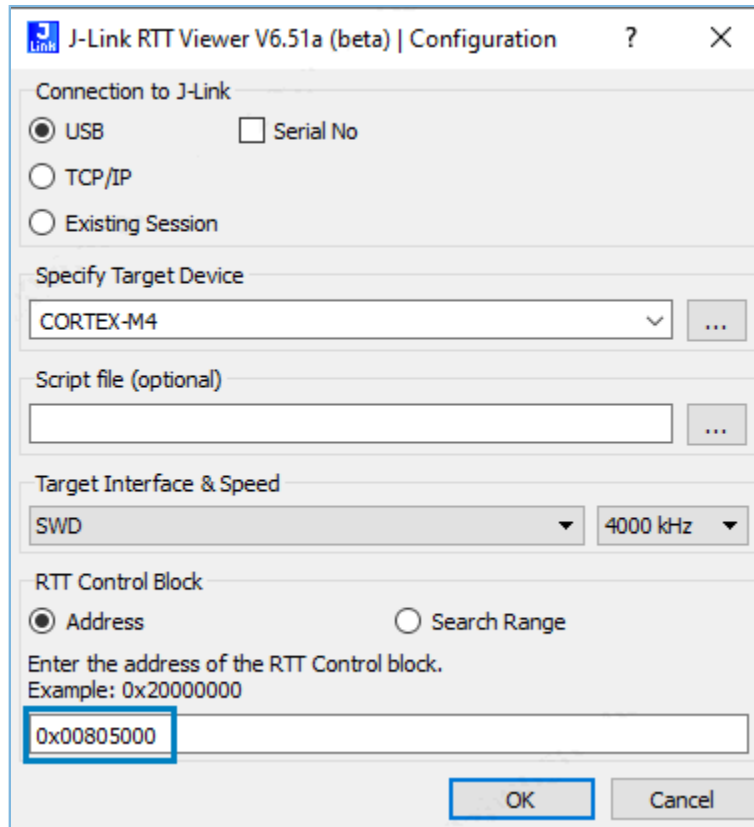 J-Link RTT Viewer V6.51a (beta) | Configuration ? ×
Connection to J-Link
USB Serial No
TCP/IP
Existing Session
Specify Target Device
CORTEX-M4 ...
Script file (optional)
...
Target Interface & Speed
SWD 4000 kHz
RTT Control Block
Address Search Range
Enter the address of the RTT Control block.
Example: 0x20000000
0x00805000
OK Cancel